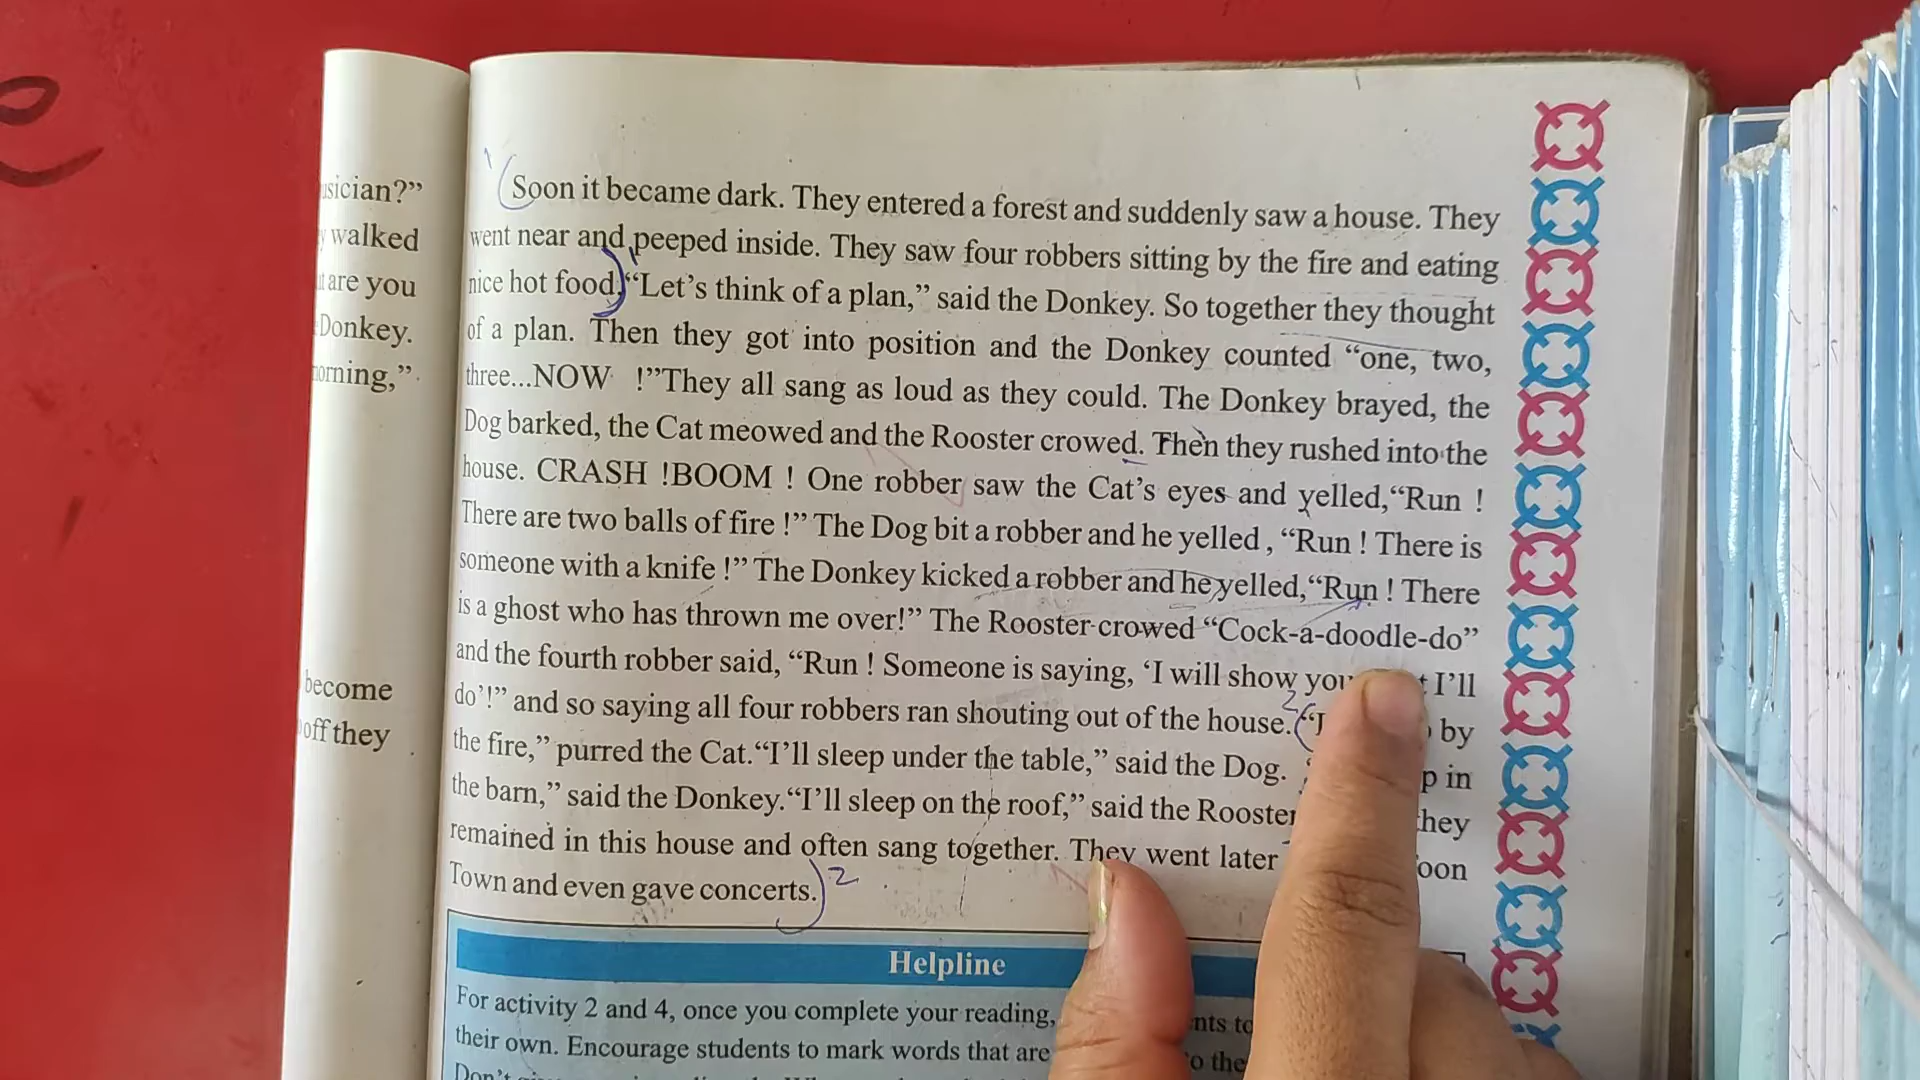 usician?”
walked
are you
Donkey.
orning,”
become
off they
Soon it became dark. They entered a forest and suddenly saw a house. They
went near and peeped inside. They saw four robbers sitting by the fire and eating
nice hot food. “Let’s think of a plan,” said the Donkey. So together they thought
of a plan. Then they got into position and the Donkey counted “one, two,
three...NOW !”They all sang as loud as they could. The Donkey brayed, the
Dog barked, the Cat meowed and the Rooster crowed. Then they rushed into the
house. CRASH !BOOM ! One robber saw the Cat’s eyes and yelled,“Run !
There are two balls of fire !” The Dog bit a robber and he yelled , “Run ! There is
someone with a knife !” The Donkey kicked a robber and he yelled,“Run ! There
is a ghost who has thrown me over!” The Rooster crowed “Cock-a-doodle-do”
and the fourth robber said, “Run ! Someone is saying, ‘I will show you I’ll
do’!” and so saying all four robbers ran shouting out of the house. 2 by
the fire,” purred the Cat.“I’ll sleep under the table,” said the Dog. in
the barn,” said the Donkey.“I’ll sleep on the roof,” said the Rooster they
remained in this house and often sang together. They went later oon
Town and even gave concerts. 2
Helpline
For activity 2 and 4, once you complete your reading, nts to
their own. Encourage students to mark words that are o the
Don’t